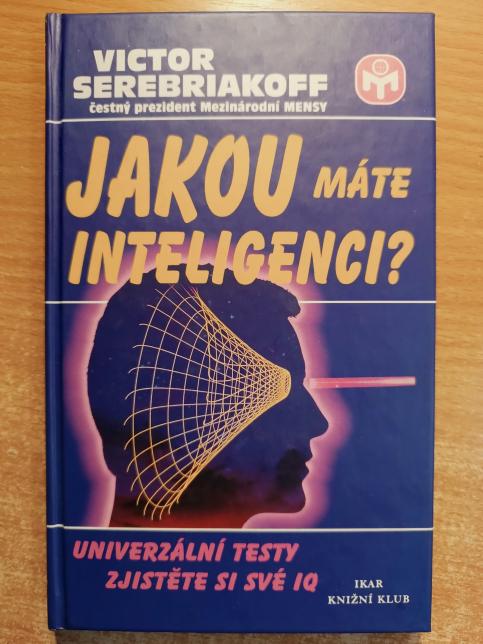 VICTOR
SEREBRIAKOFF
čestný prezident Mezinárodní MENSY
JAKOU MÁTE
INTELIGENCI?
UNIVERZÁLNÍ TESTY
ZJISTĚTE SI SVÉ IQ
IKAR
KNIŽNÍ KLUB